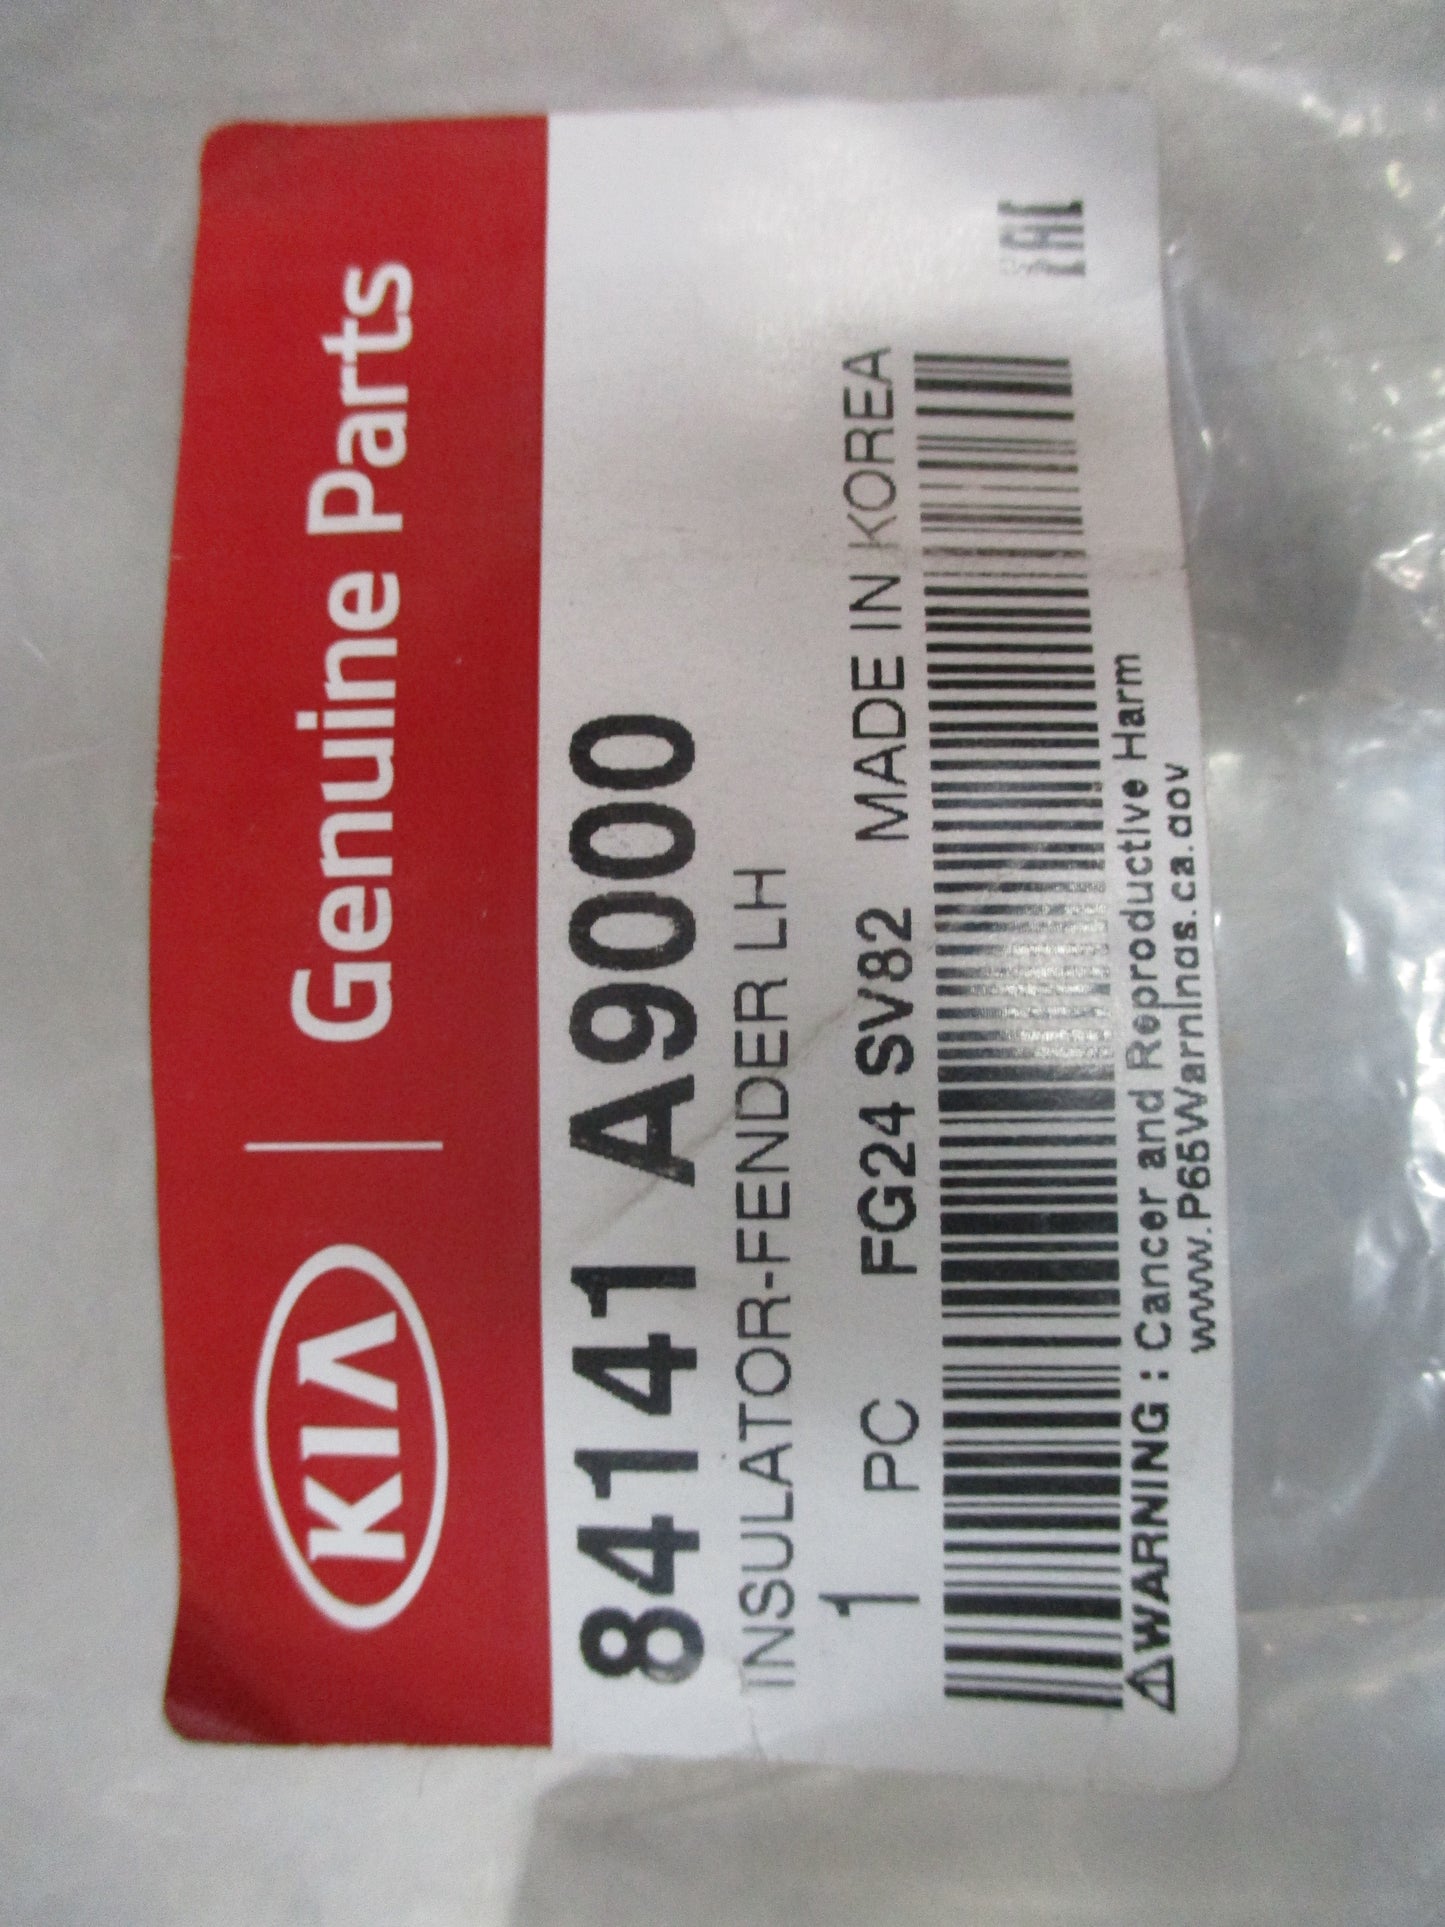 KIA Genuine Parts
84141 A9000
INSULATOR-FENDER LH
1 PC FG24 SV82 MADE IN KOREA
EAC
⚠WARNING : Cancer and Reproductive Harm
www.P65Warnings.ca.gov